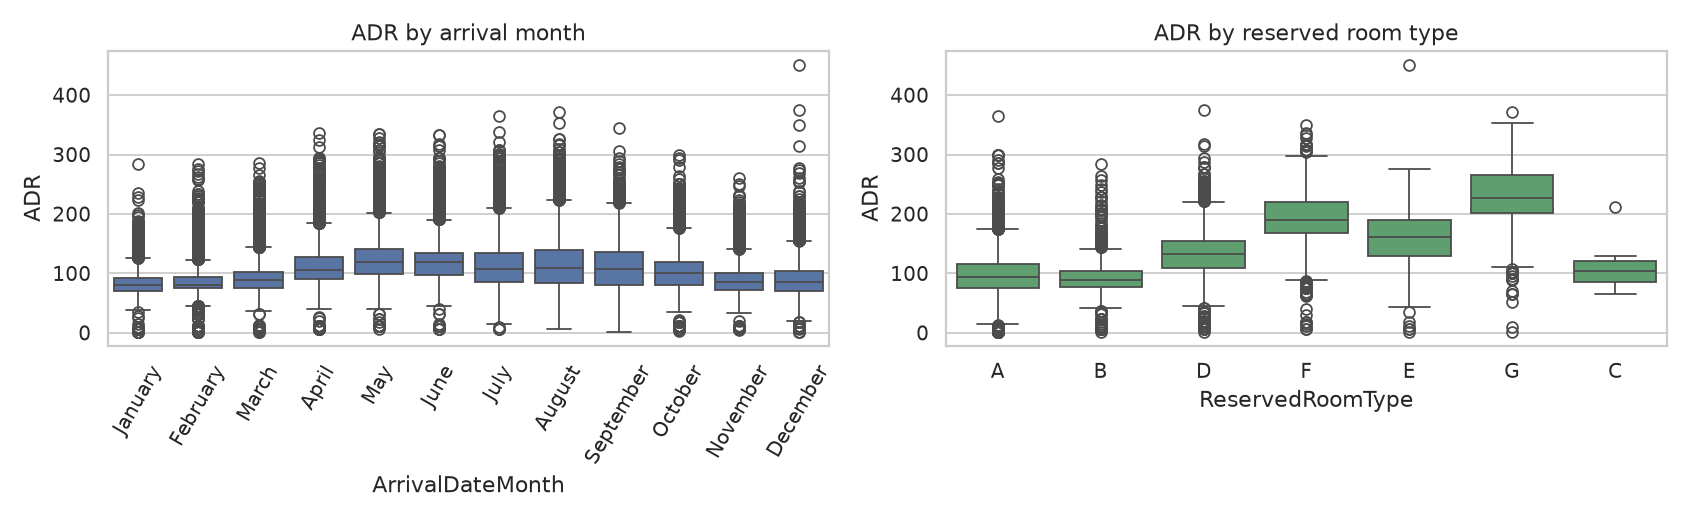 ADR by arrival month
ADR
400
300
200
100
0
January
February
March
April
May
June
July
August
September
October
November
December
ArrivalDateMonth
ADR by reserved room type
ADR
400
300
200
100
0
A
B
D
F
E
G
C
ReservedRoomType